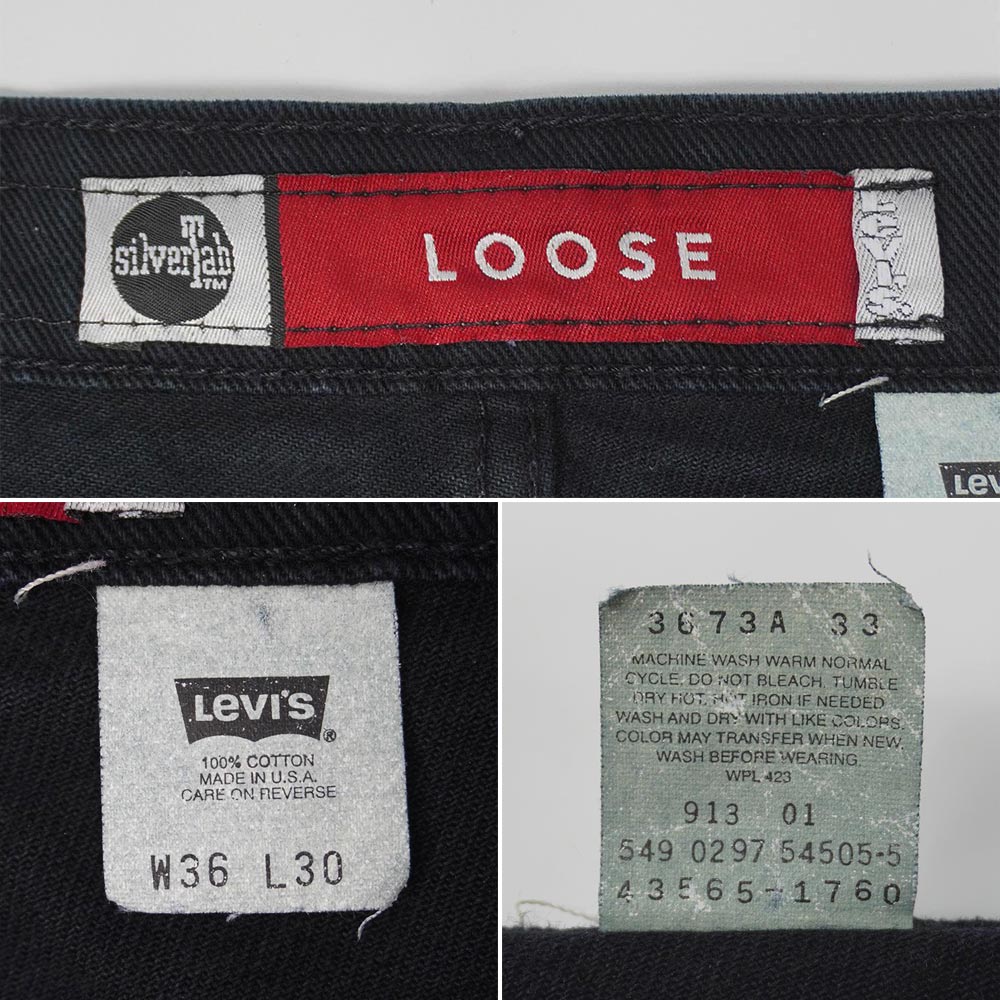 silvertab™
LOOSE
LEVI'S
LEV
LEVI'S®
100% COTTON
MADE IN U.S.A.
CARE ON REVERSE
W36 L30
3673A 33
MACHINE WASH WARM NORMAL
CYCLE. DO NOT BLEACH. TUMBLE
DRY HOT. HOT IRON IF NEEDED
WASH AND DRY WITH LIKE COLORS.
COLOR MAY TRANSFER WHEN NEW.
WASH BEFORE WEARING.
WPL 423
913 01
549 0297 54505-5
43565-1760